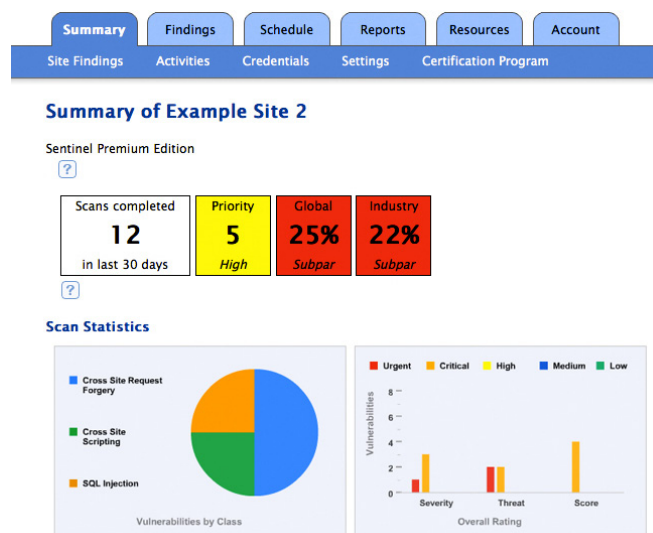 Summary Findings Schedule Reports Resources Account
Site Findings Activities Credentials Settings Certification Program
Summary of Example Site 2
Sentinel Premium Edition
?
Scans completed
12
in last 30 days
Priority
5
High
Global
25%
Subpar
Industry
22%
Subpar
?
Scan Statistics
Cross Site Request
Forgery
Cross Site
Scripting
SQL Injection
Vulnerabilities by Class
Urgent Critical High Medium Low
Vulnerabilities
8
6
4
2
0
Severity Threat Score
Overall Rating